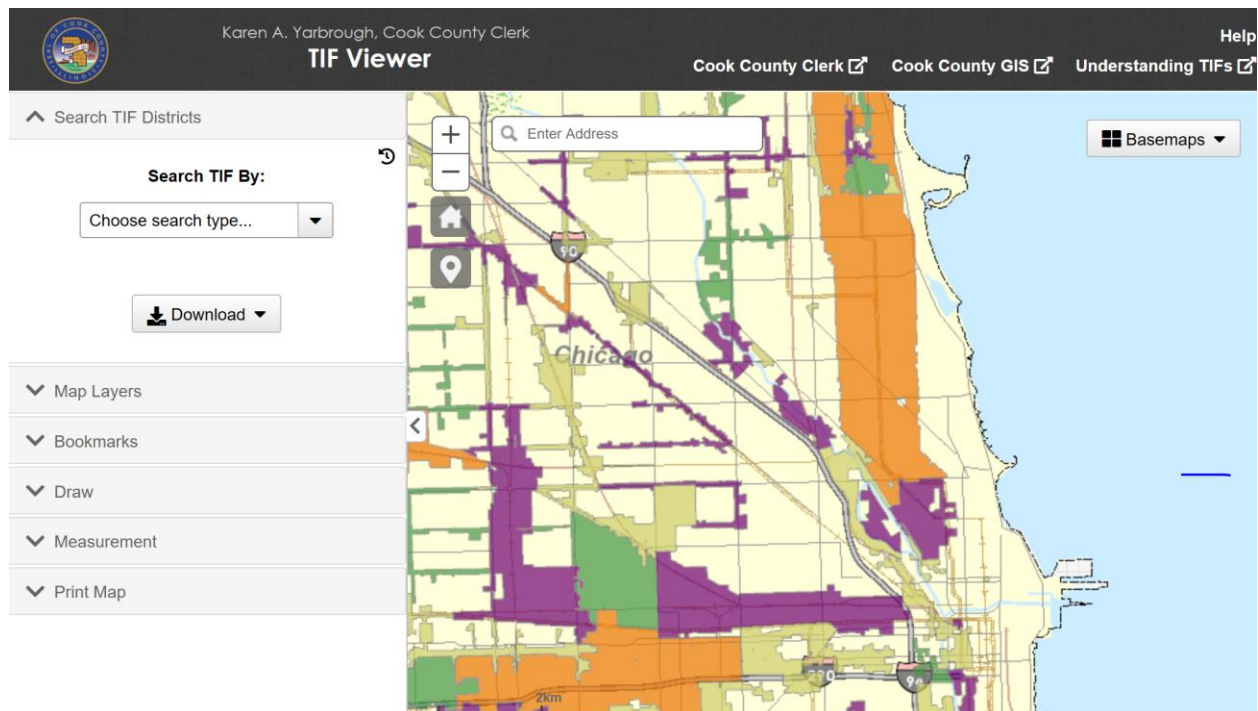 Karen A. Yarbrough, Cook County Clerk
TIF Viewer
Help
Cook County Clerk
Cook County GIS
Understanding TIFs
Search TIF Districts
Search TIF By:
Choose search type...
Download
Map Layers
Bookmarks
Draw
Measurement
Print Map
Enter Address
Basemaps
90
Chicago
2km